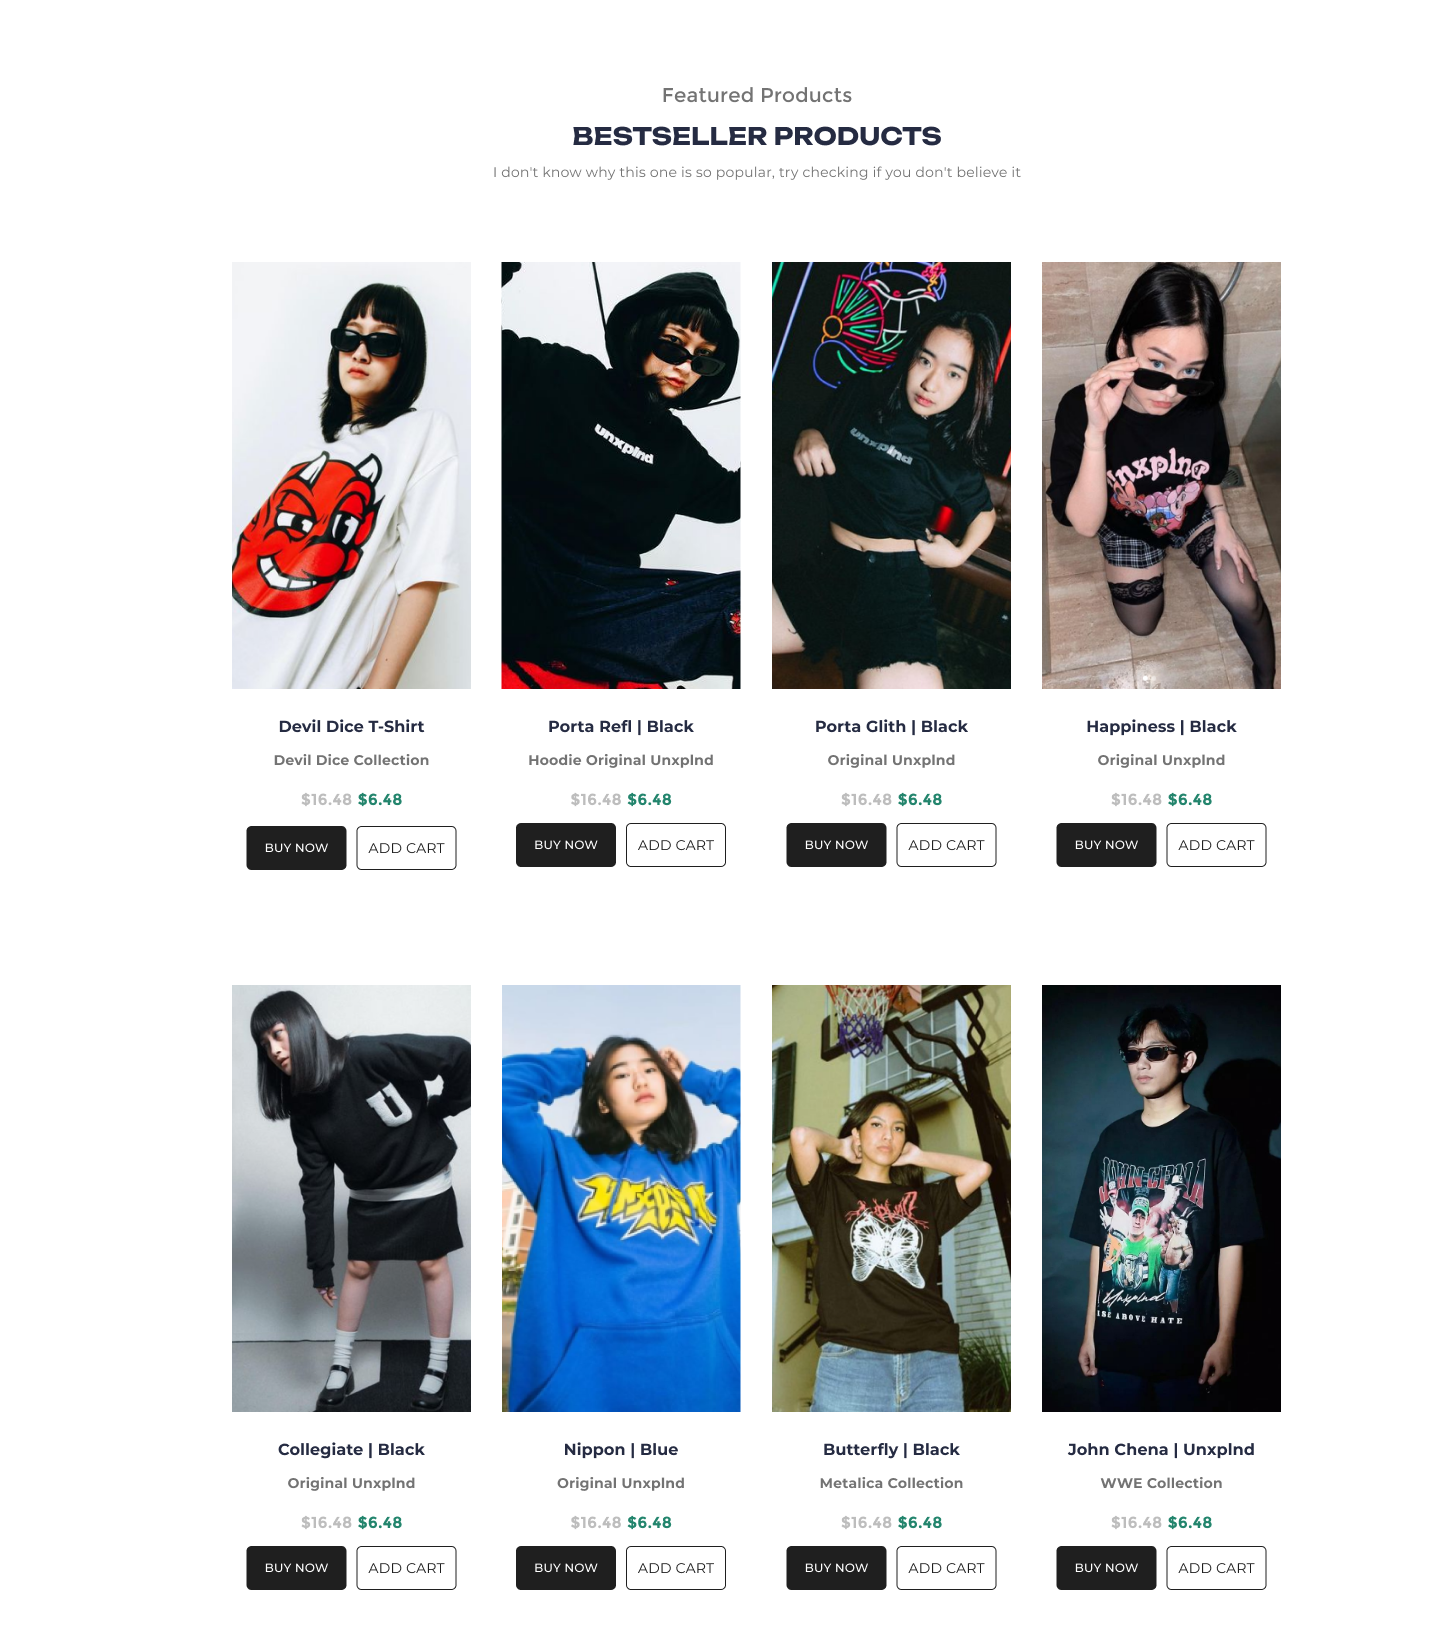 Featured Products
BESTSELLER PRODUCTS
I don't know why this one is so popular, try checking if you don't believe it
unxplnd
unxplnd
unxplnd
Devil Dice T-Shirt
Porta Refl | Black
Porta Glith | Black
Happiness | Black
Devil Dice Collection
Hoodie Original Unxplnd
Original Unxplnd
Original Unxplnd
$16.48 $6.48
$16.48 $6.48
$16.48 $6.48
$16.48 $6.48
BUY NOW ADD CART
BUY NOW ADD CART
BUY NOW ADD CART
BUY NOW ADD CART
U
JOHN CENA
Unxplnd
ABOVE HATE
Collegiate | Black
Nippon | Blue
Butterfly | Black
John Chena | Unxplnd
Original Unxplnd
Original Unxplnd
Metalica Collection
WWE Collection
$16.48 $6.48
$16.48 $6.48
$16.48 $6.48
$16.48 $6.48
BUY NOW ADD CART
BUY NOW ADD CART
BUY NOW ADD CART
BUY NOW ADD CART